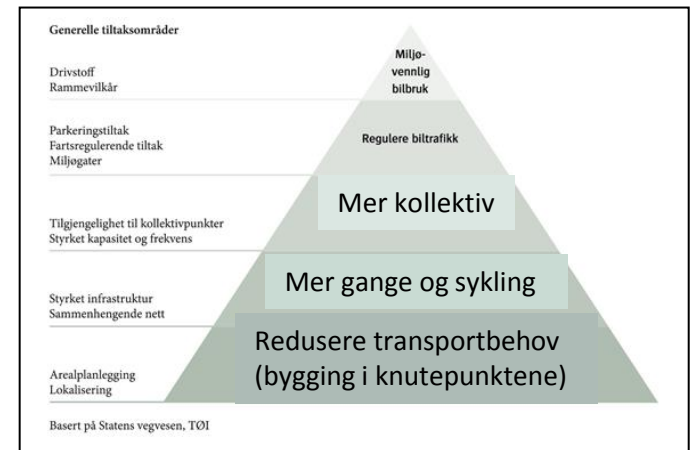 Generelle tiltaksområder
Miljø-
vennlig
bilbruk
Drivstoff
Rammevilkår
Parkeringstiltak
Fartsregulerende tiltak
Miljøgater
Regulere biltrafikk
Mer kollektiv
Tilgjengelighet til kollektivpunkter
Styrket kapasitet og frekvens
Mer gange og sykling
Styrket infrastruktur
Sammenhengende nett
Redusere transportbehov
(bygging i knutepunktene)
Arealplanlegging
Lokalisering
Basert på Statens vegvesen, TØI